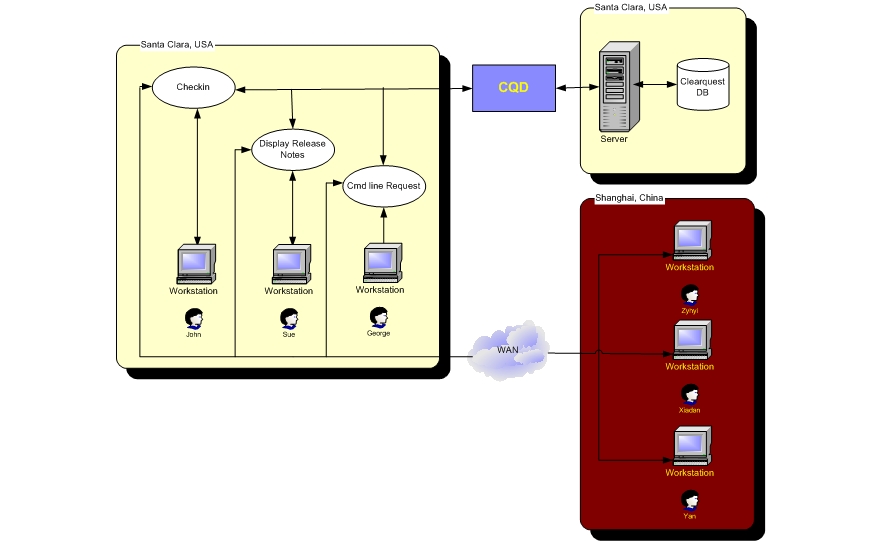 Santa Clara, USA
Santa Clara, USA
Checkin
CQD
Clearquest
DB
Server
Display Release
Notes
Cmd line Request
Shanghai, China
Workstation
Workstation
Workstation
John
Sue
George
Workstation
Zyhyi
WAN
Workstation
Xiadan
Workstation
Yan